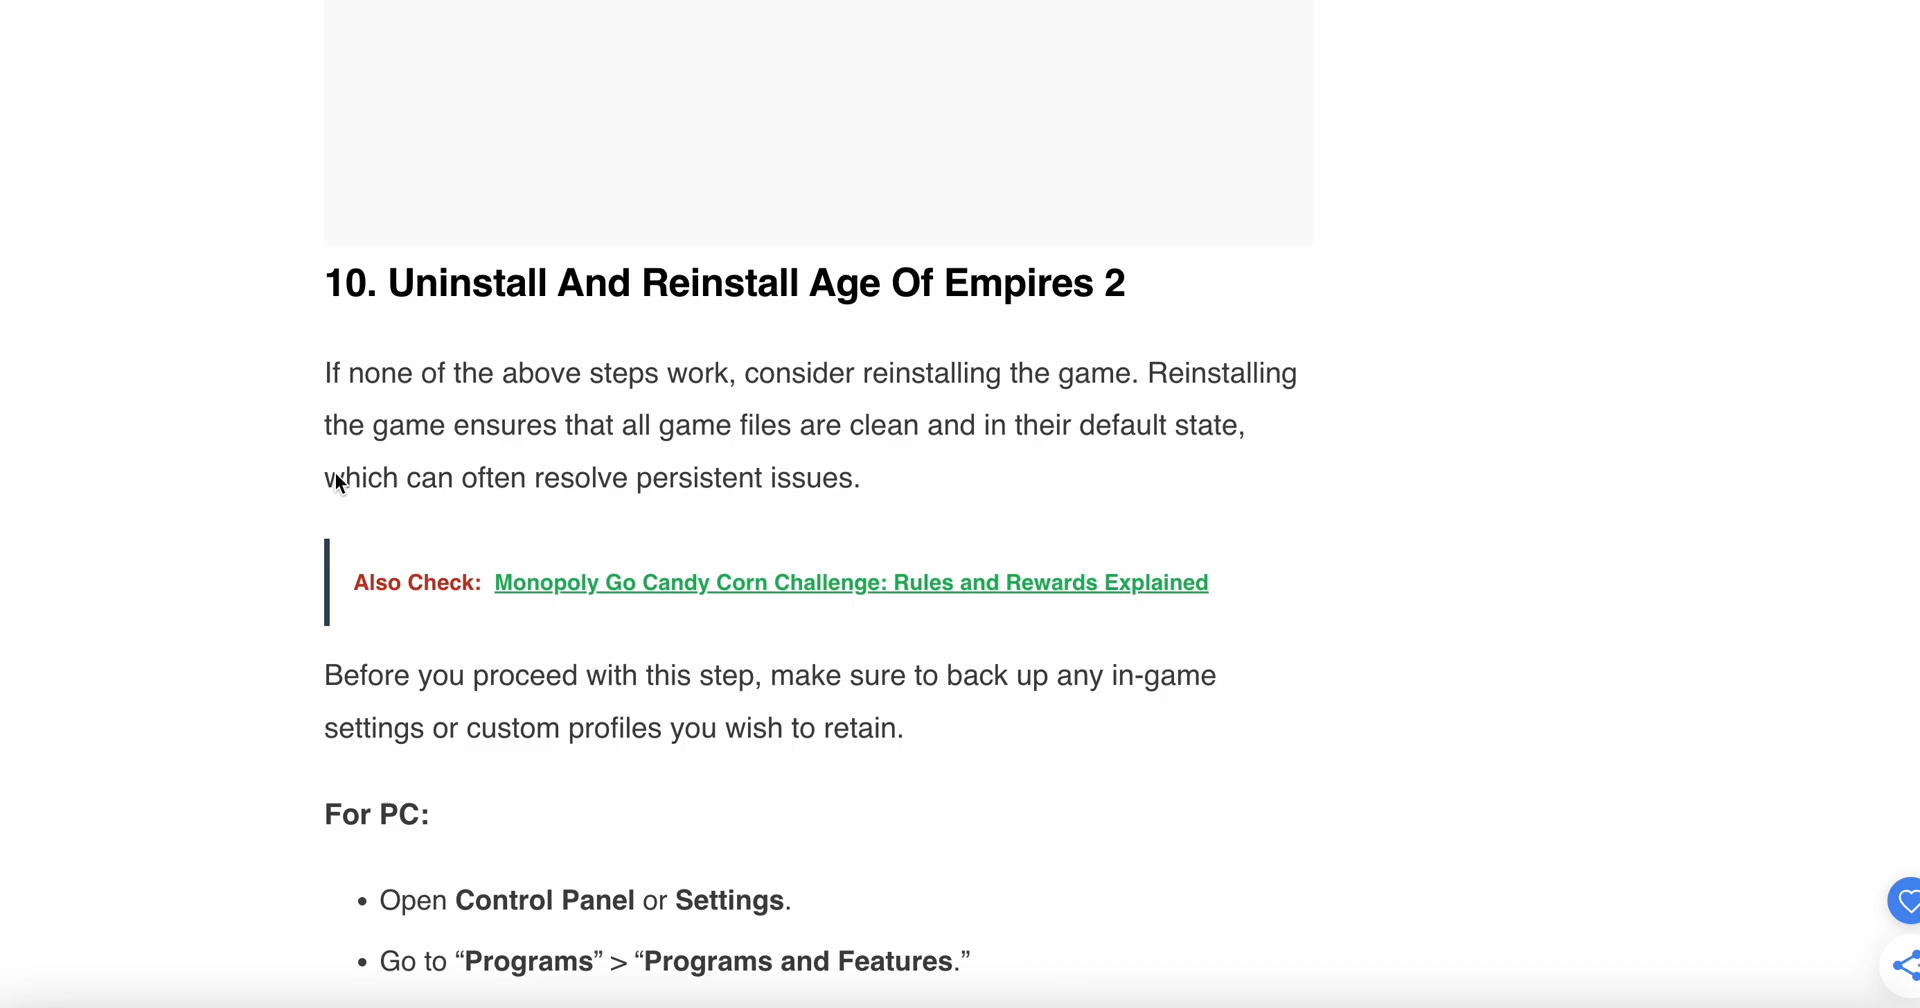 10. Uninstall And Reinstall Age Of Empires 2
If none of the above steps work, consider reinstalling the game. Reinstalling
the game ensures that all game files are clean and in their default state,
which can often resolve persistent issues.
Also Check: Monopoly Go Candy Corn Challenge: Rules and Rewards Explained
Before you proceed with this step, make sure to back up any in-game
settings or custom profiles you wish to retain.
For PC:
• Open Control Panel or Settings.
• Go to “Programs” > “Programs and Features.”